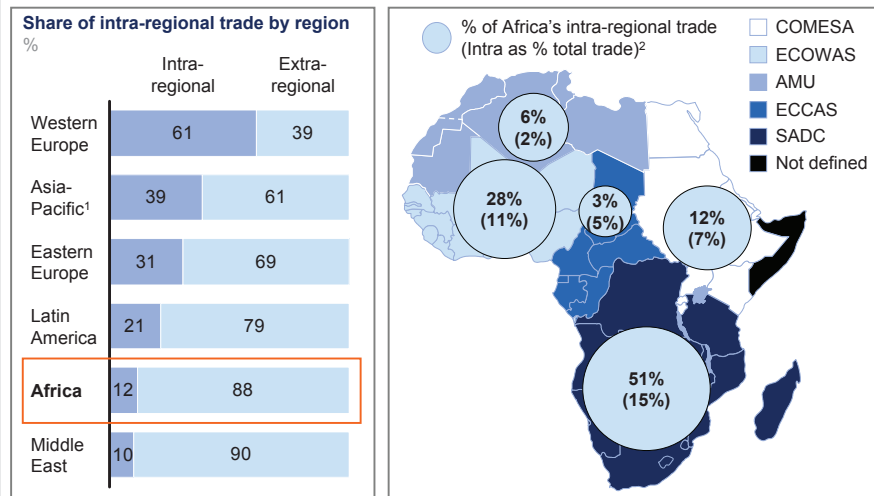 Share of intra-regional trade by region
%
Intra-
regional
Extra-
regional
Western
Europe
61
39
Asia-
Pacific¹
39
61
Eastern
Europe
31
69
Latin
America
21
79
Africa
12
88
Middle
East
10
90
% of Africa's intra-regional trade
(Intra as % total trade)²
COMESA
ECOWAS
AMU
ECCAS
SADC
Not defined
6%
(2%)
28%
(11%)
3%
(5%)
12%
(7%)
51%
(15%)